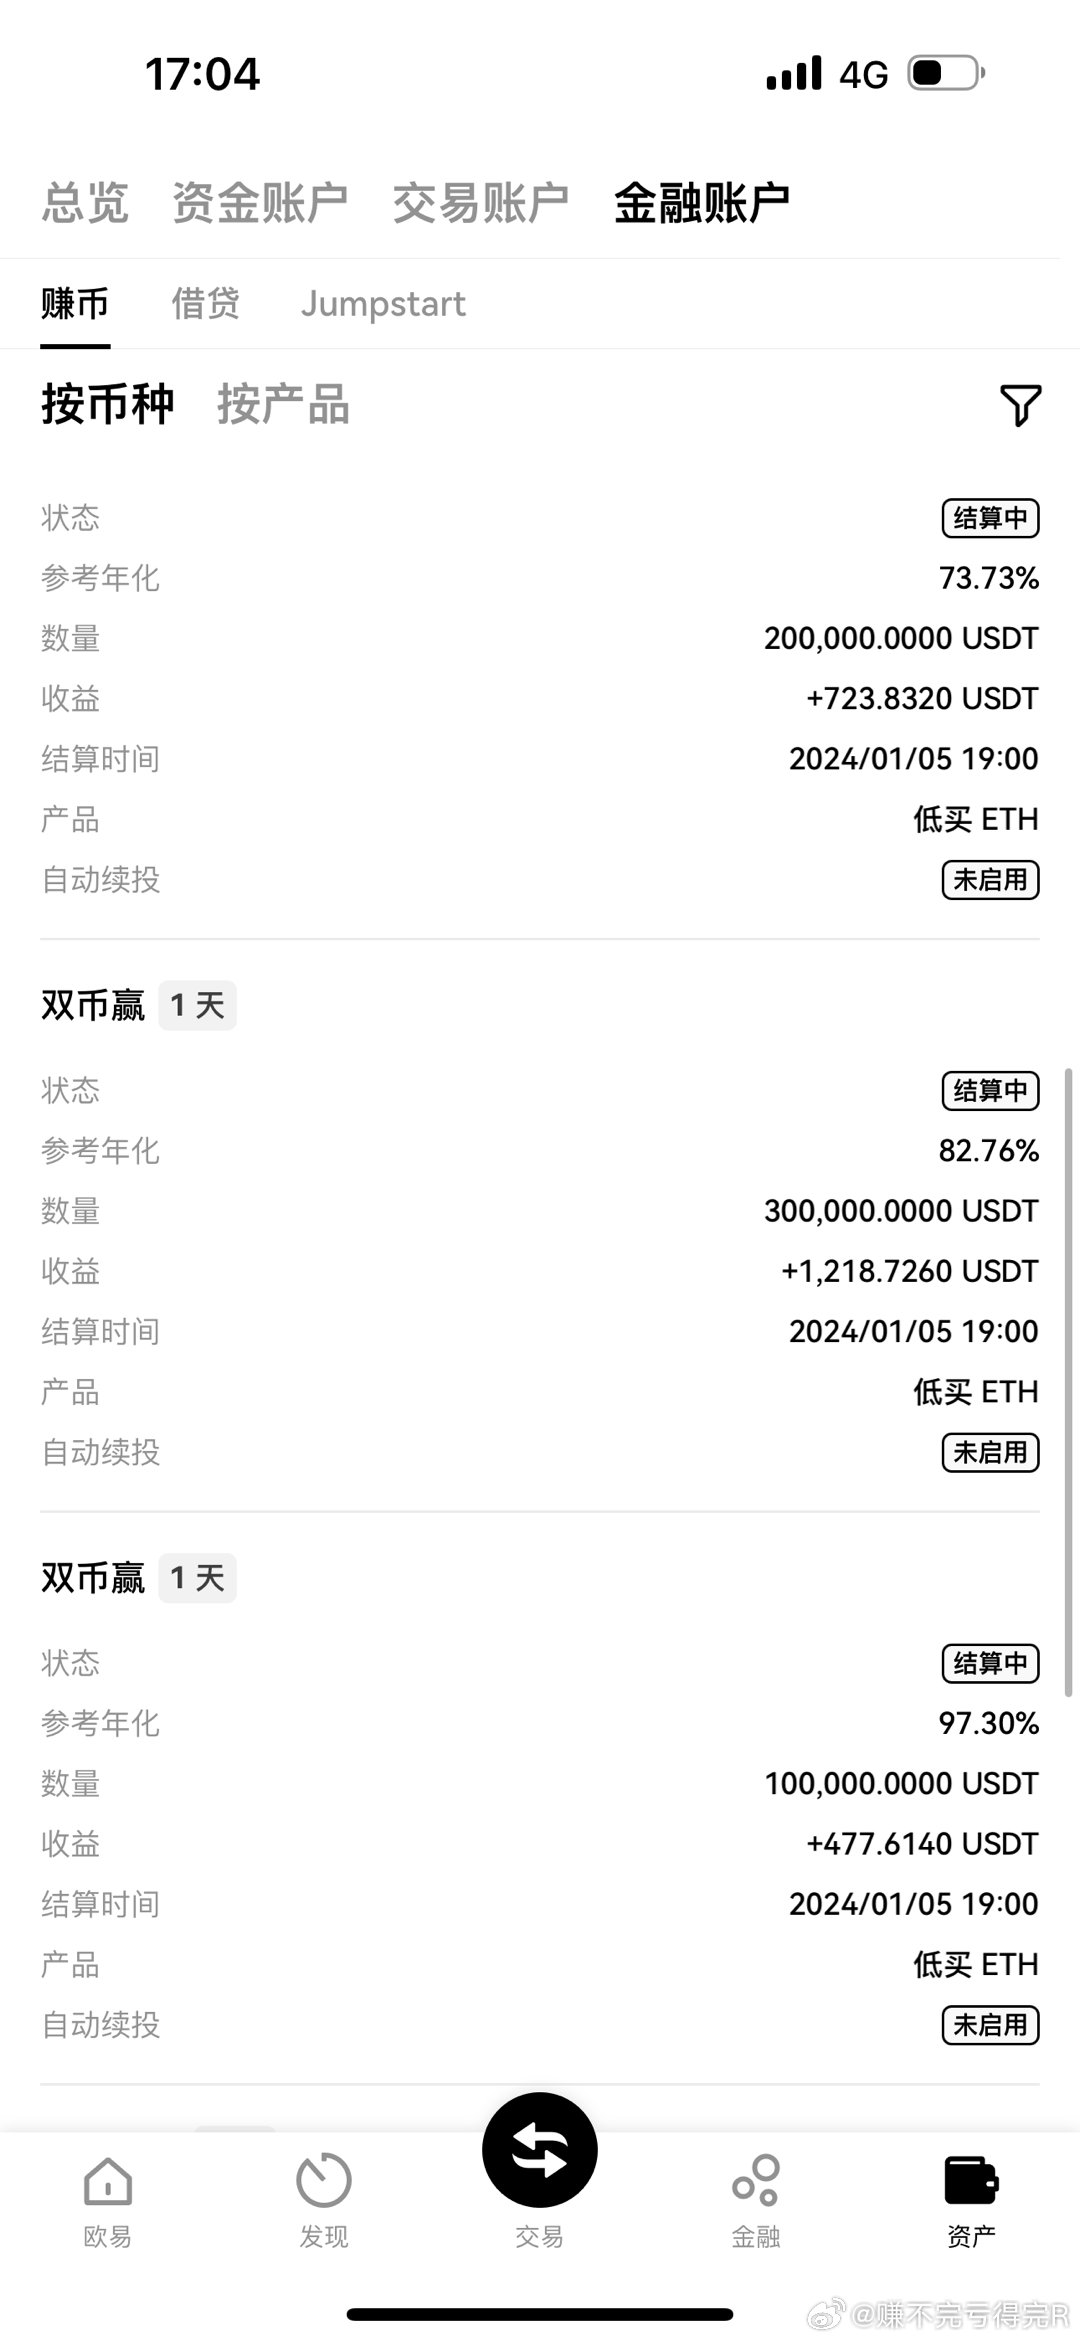 17:04
4G
总览 资金账户 交易账户 金融账户
赚币 借贷 Jumpstart
按币种 按产品
状态 结算中
参考年化 73.73%
数量 200,000.0000 USDT
收益 +723.8320 USDT
结算时间 2024/01/05 19:00
产品 低买 ETH
自动续投 未启用
双币赢 1 天
状态 结算中
参考年化 82.76%
数量 300,000.0000 USDT
收益 +1,218.7260 USDT
结算时间 2024/01/05 19:00
产品 低买 ETH
自动续投 未启用
双币赢 1 天
状态 结算中
参考年化 97.30%
数量 100,000.0000 USDT
收益 +477.6140 USDT
结算时间 2024/01/05 19:00
产品 低买 ETH
自动续投 未启用
欧易 发现 交易 金融 资产
@赚不完亏得完R